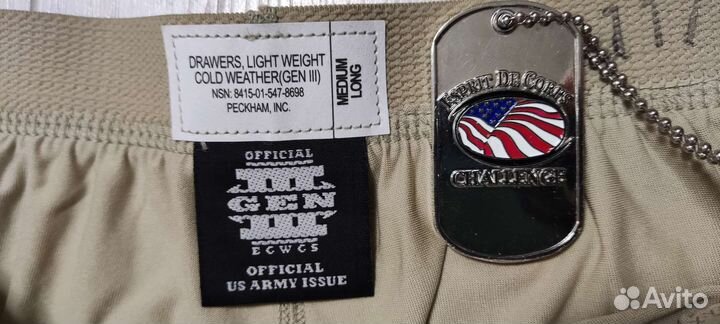 DRAWERS, LIGHT WEIGHT
COLD WEATHER(GEN III)
NSN: 8415-01-547-8698
PECKHAM, INC.
MEDIUM
LONG
OFFICIAL
III
GEN
III
ECWCS
OFFICIAL
US ARMY ISSUE
ESPRIT DE CORPS
CHALLENGE
Avito